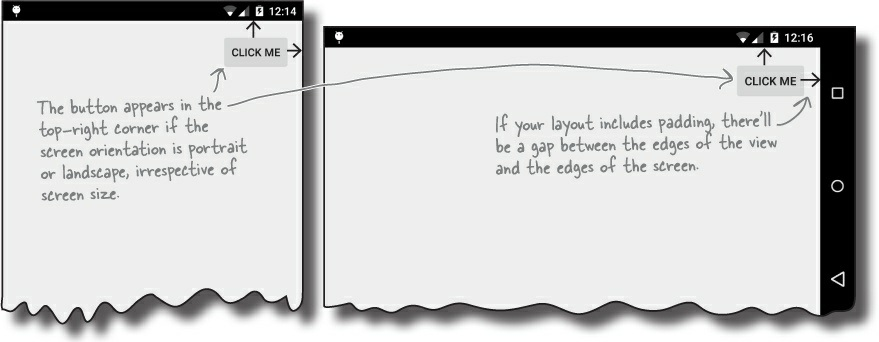 12:14
CLICK ME
The button appears in the
top-right corner if the
screen orientation is portrait
or landscape, irrespective of
screen size.
12:16
CLICK ME
If your layout includes padding, there'll
be a gap between the edges of the view
and the edges of the screen.